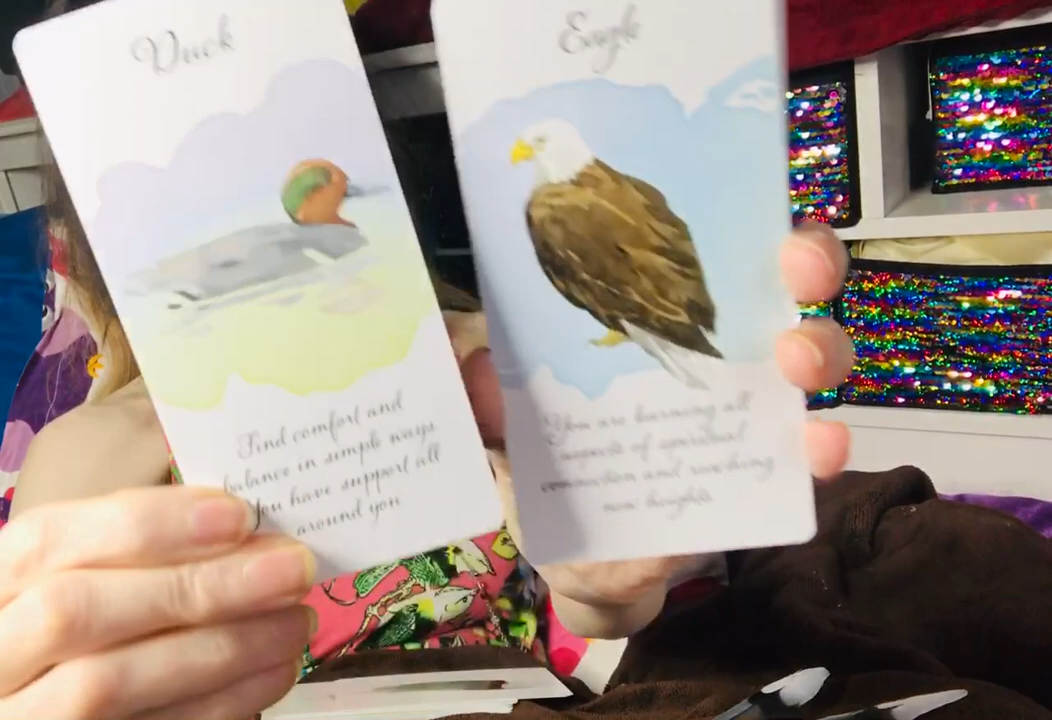 Duck
Find comfort and
balance in simple ways
You have support all
around you
Eagle
You are learning all
aspects of spiritual
connection and reaching
new heights